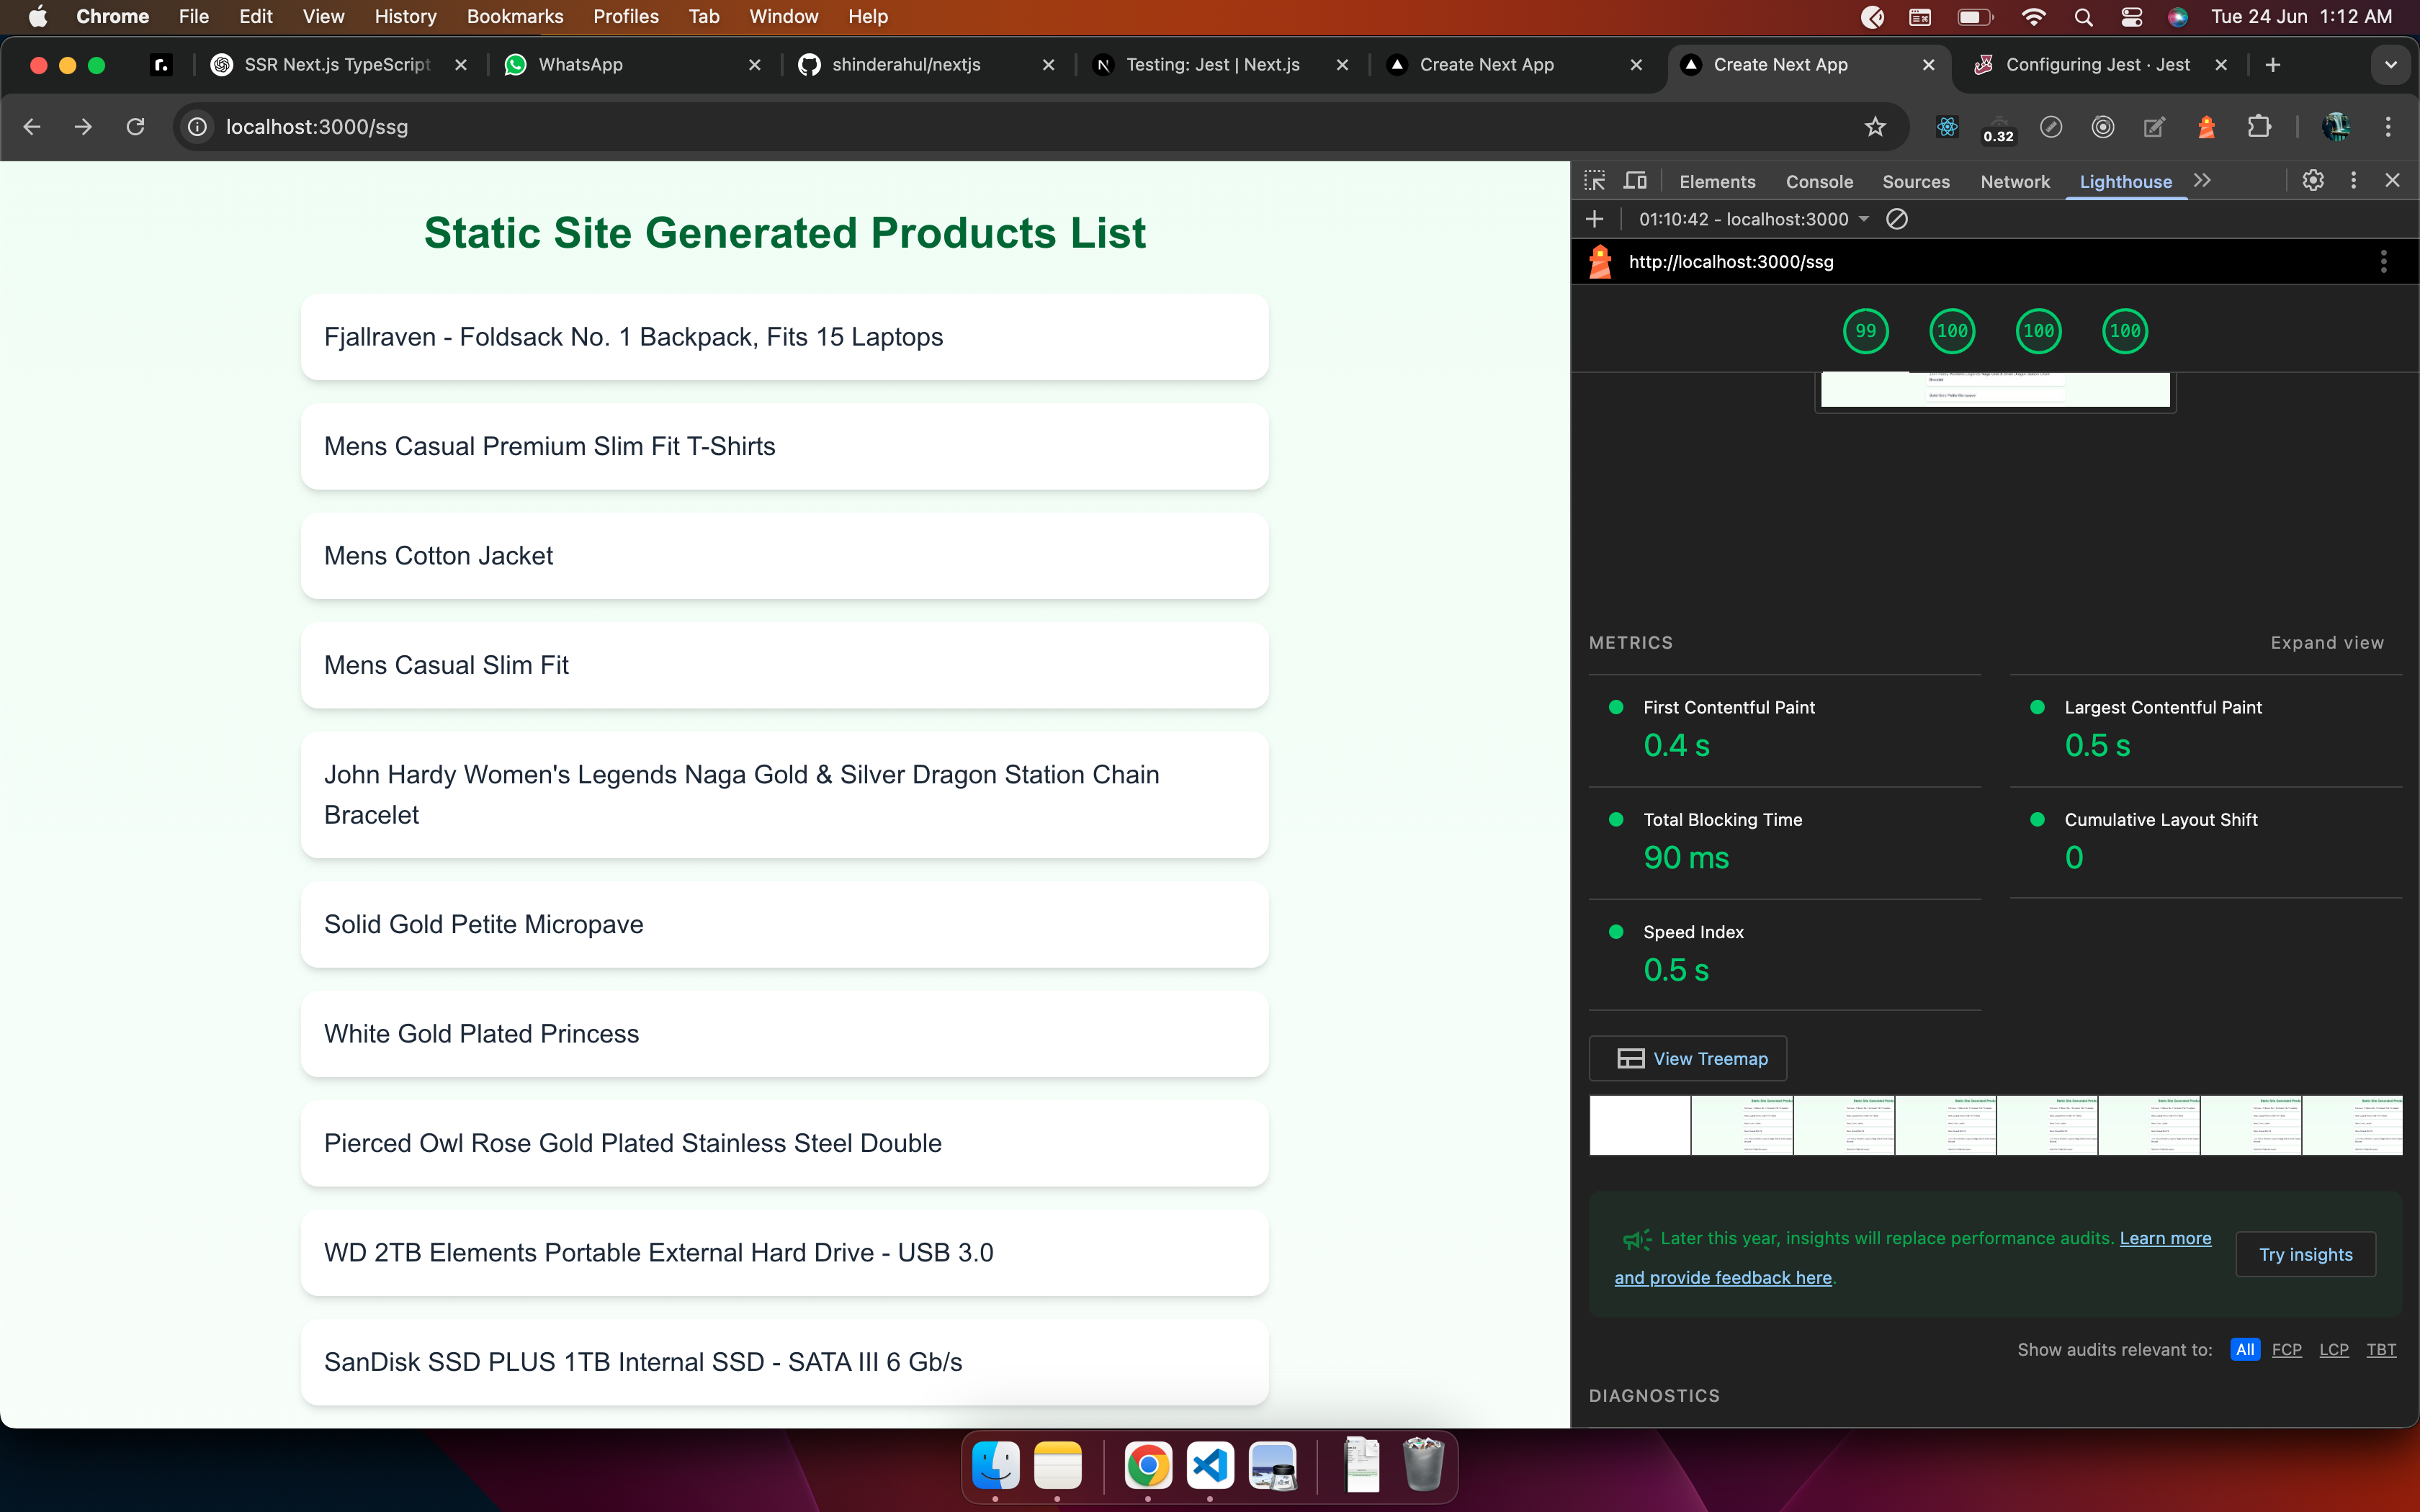 Chrome File Edit View History Bookmarks Profiles Tab Window Help Tue 24 Jun 1:12 AM
r. SSR Next.js TypeScript WhatsApp shinderahul/nextjs N Testing: Jest | Next.js Create Next App Create Next App Configuring Jest · Jest
localhost:3000/ssg 0.32
Static Site Generated Products List
Fjallraven - Foldsack No. 1 Backpack, Fits 15 Laptops
Mens Casual Premium Slim Fit T-Shirts
Mens Cotton Jacket
Mens Casual Slim Fit
John Hardy Women's Legends Naga Gold & Silver Dragon Station Chain
Bracelet
Solid Gold Petite Micropave
White Gold Plated Princess
Pierced Owl Rose Gold Plated Stainless Steel Double
WD 2TB Elements Portable External Hard Drive - USB 3.0
SanDisk SSD PLUS 1TB Internal SSD - SATA III 6 Gb/s
Elements Console Sources Network Lighthouse
01:10:42 - localhost:3000
http://localhost:3000/ssg
99 100 100 100
METRICS Expand view
First Contentful Paint
0.4 s
Largest Contentful Paint
0.5 s
Total Blocking Time
90 ms
Cumulative Layout Shift
0
Speed Index
0.5 s
View Treemap
Later this year, insights will replace performance audits. Learn more
and provide feedback here.
Try insights
Show audits relevant to: All FCP LCP TBT
DIAGNOSTICS